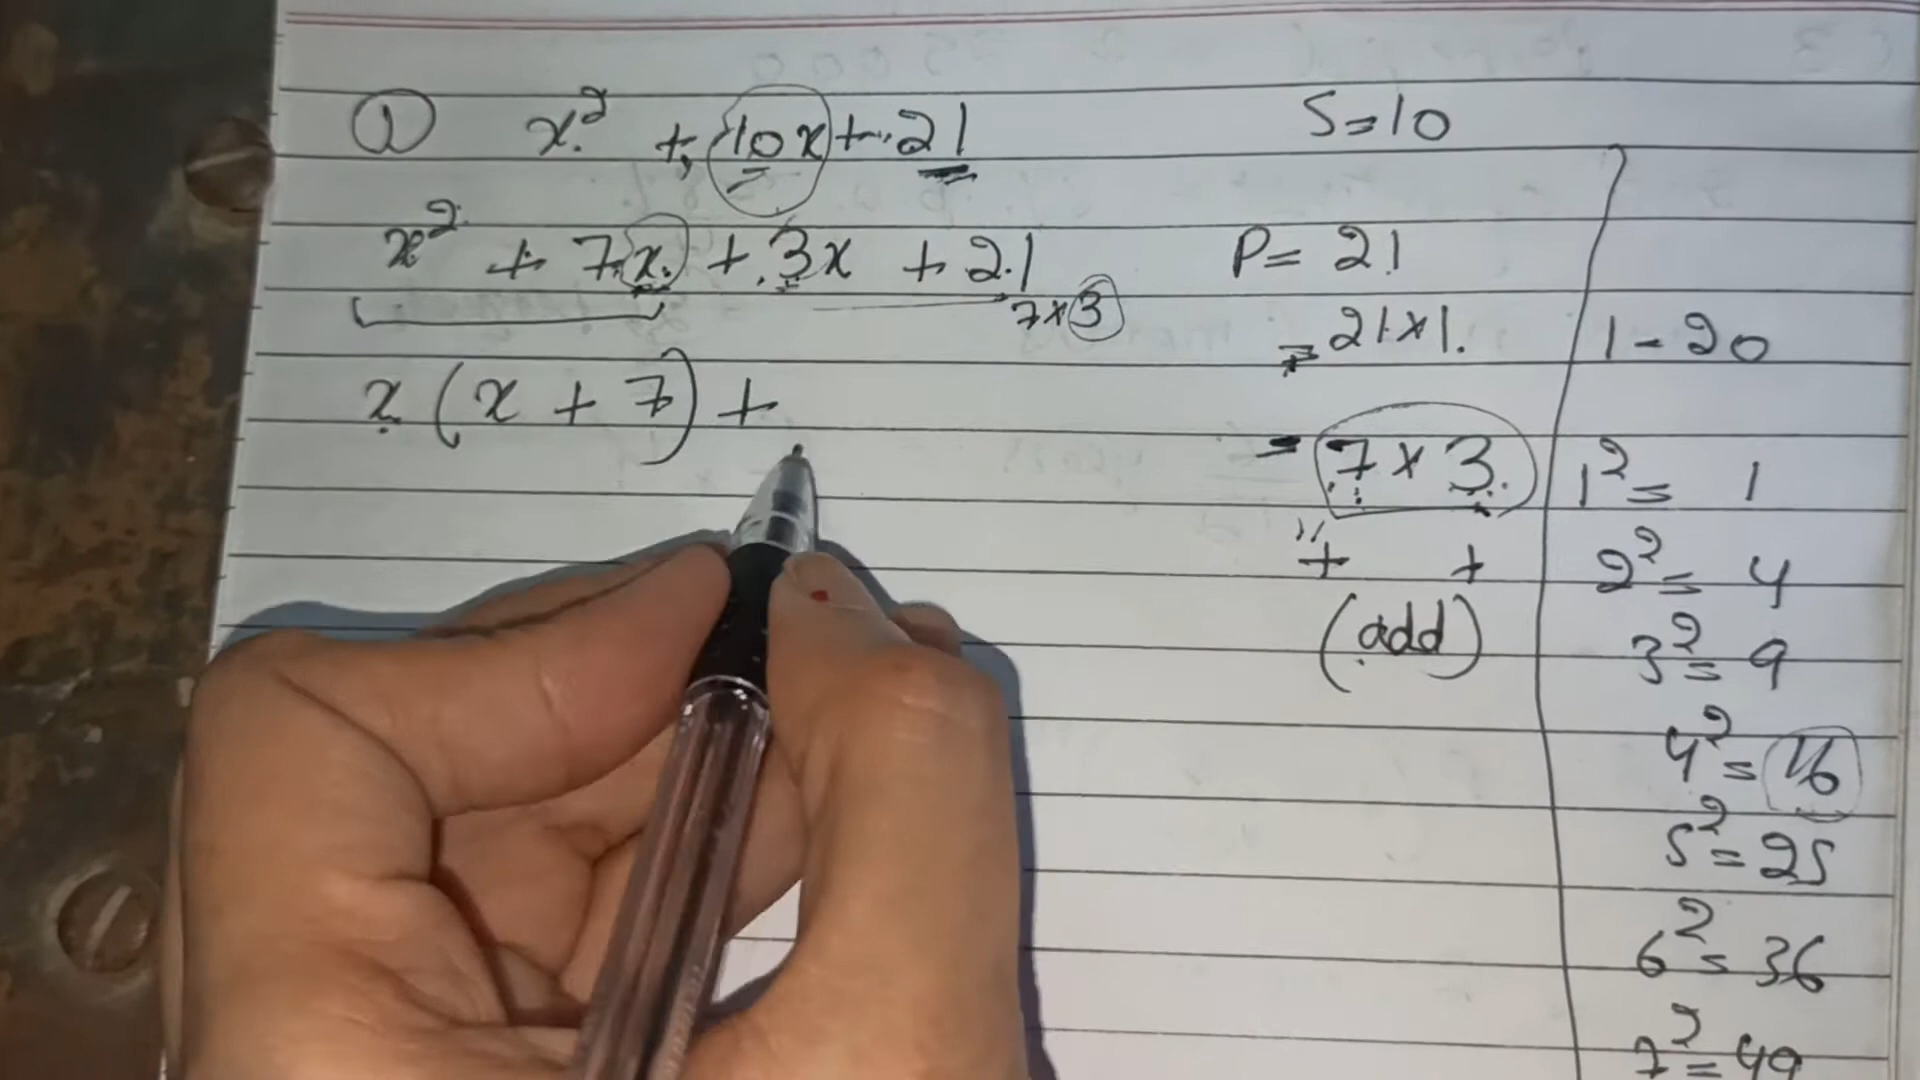 ① x² + 10x + 21
x² + 7x + 3x + 21
7 × 3
x (x + 7) +
S = 10
P = 21
= 21 × 1
= 7 × 3
+ +
(add)
1 - 20
1² = 1
2² = 4
3² = 9
4² = 16
5² = 25
6² = 36
7² = 49